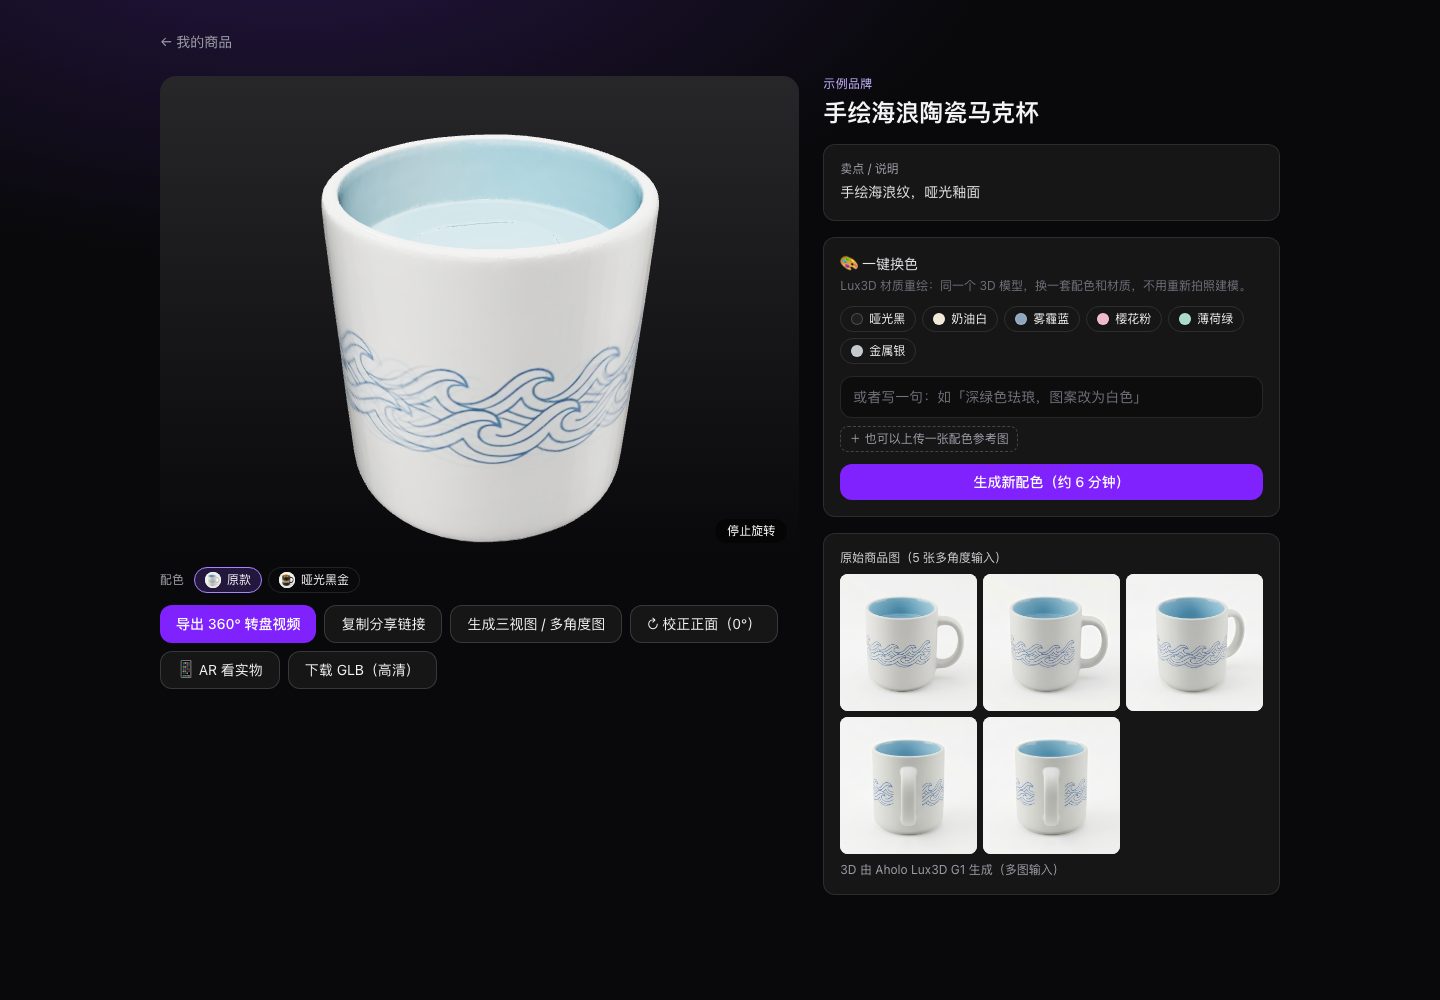 ← 我的商品
示例品牌
手绘海浪陶瓷马克杯
卖点 / 说明
手绘海浪纹，哑光釉面
🎨 一键换色
Lux3D 材质重绘：同一个 3D 模型，换一套配色和材质，不用重新拍照建模。
哑光黑 奶油白 雾霾蓝 樱花粉 薄荷绿
金属银
或者写一句：如「深绿色珐琅，图案改为白色」
+ 也可以上传一张配色参考图
生成新配色（约 6 分钟）
停止旋转
配色 原款 哑光黑金
导出 360° 转盘视频 复制分享链接 生成三视图 / 多角度图 ↻ 校正正面（0°）
AR 看实物 下载 GLB（高清）
原始商品图（5 张多角度输入）
3D 由 Aholo Lux3D G1 生成（多图输入）